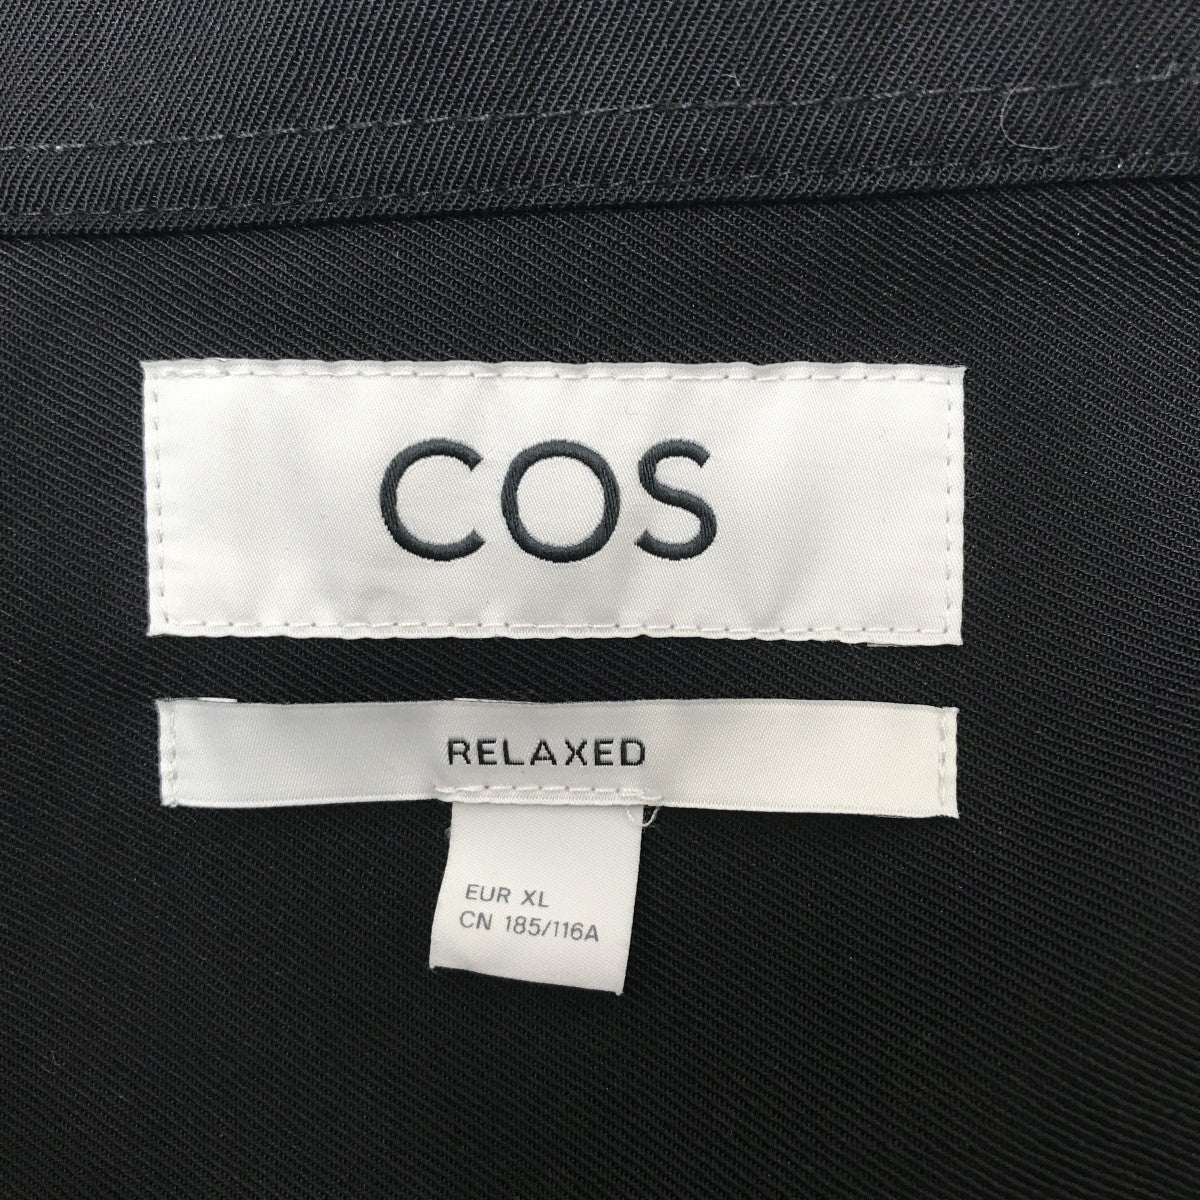 COS
RELAXED
EUR XL
CN 185/116A